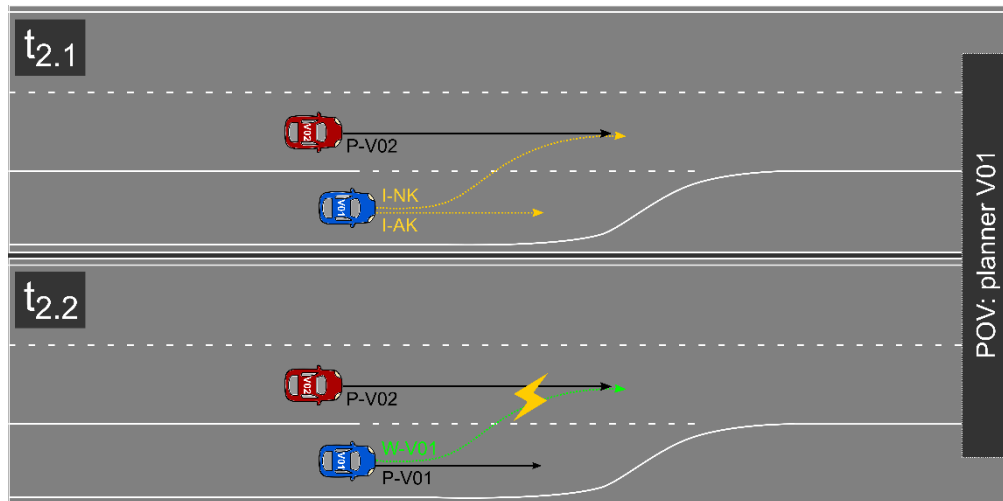 t2.1
V02
P-V02
I-NK
V01
I-AK
t2.2
V02
P-V02
W-V01
V01
P-V01
POV: planner V01